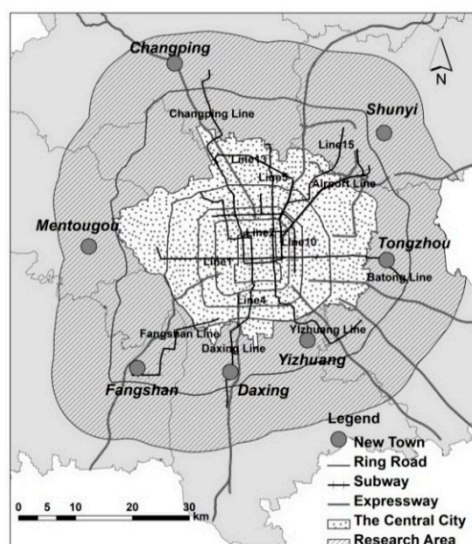 Changping
N
Shunyi
Changping Line
Line15
Line13
Line5
Airport Line
Mentougou
Line2
Line10
Tongzhou
Line1
Batong Line
Line4
Fangshan Line
Yizhuang Line
Daxing Line
Yizhuang
Fangshan
Daxing
Legend
New Town
Ring Road
Subway
Expressway
The Central City
Research Area
0 5 10 20 30
km